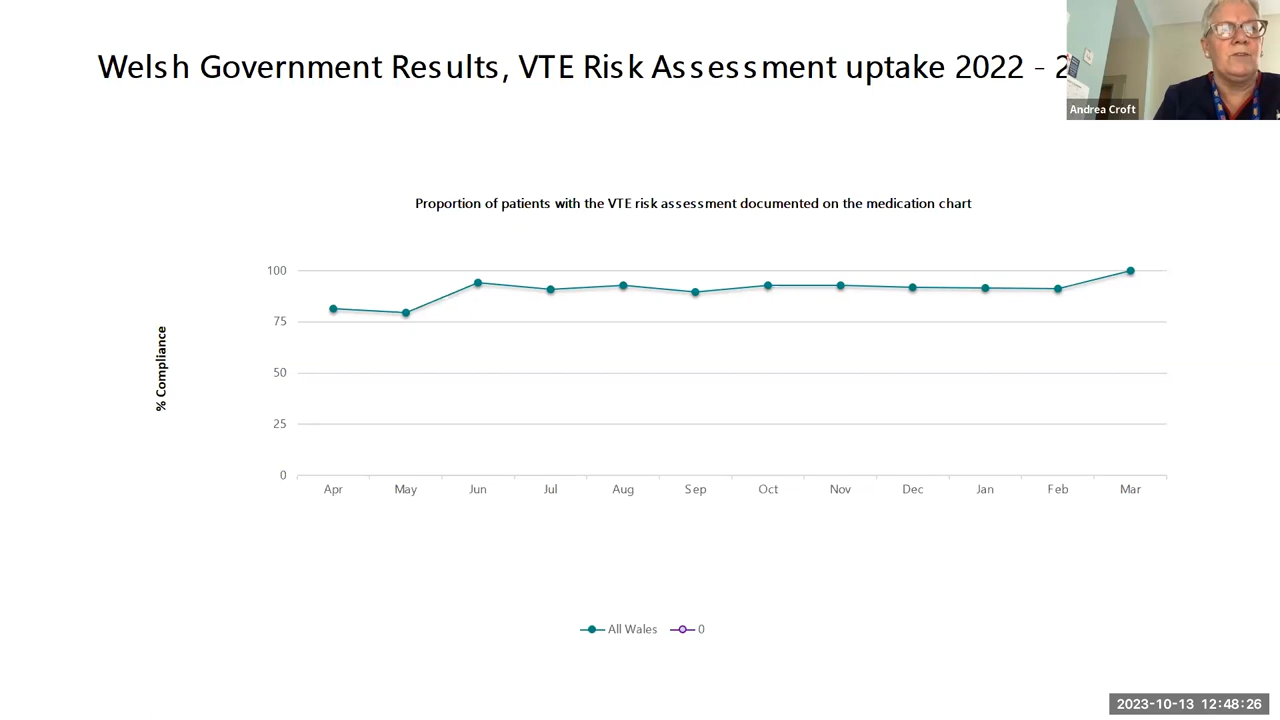 Welsh Government Results, VTE Risk Assessment uptake 2022 - 2
Andrea Croft
Proportion of patients with the VTE risk assessment documented on the medication chart
% Compliance
100
75
50
25
0
Apr May Jun Jul Aug Sep Oct Nov Dec Jan Feb Mar
All Wales 0
2023-10-13 12:48:26